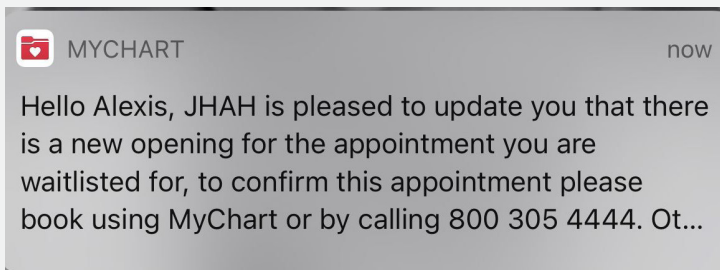 MYCHART now
Hello Alexis, JHAH is pleased to update you that there
is a new opening for the appointment you are
waitlisted for, to confirm this appointment please
book using MyChart or by calling 800 305 4444. Ot...